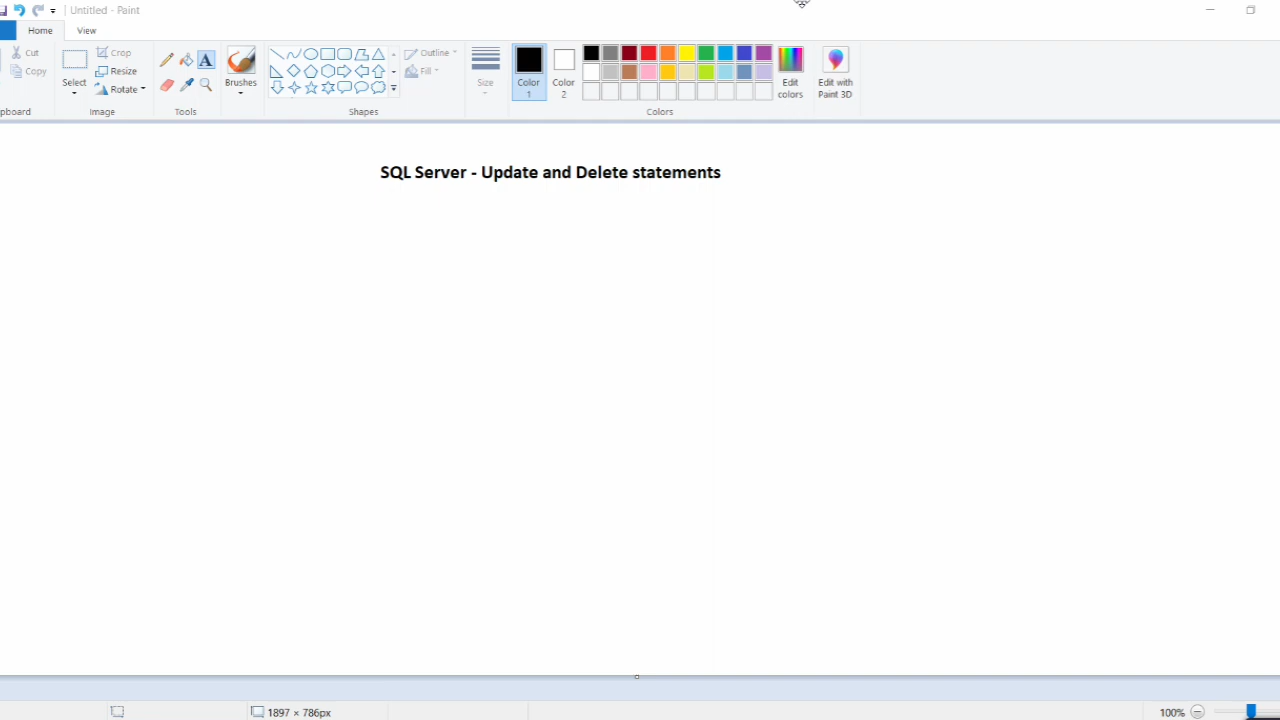 Untitled - Paint
Home
View
Cut
Copy
pboard
Select
Crop
Resize
Rotate
Image
Tools
Brushes
Shapes
Outline
Fill
Size
Color
1
Color
2
Colors
Edit
colors
Edit with
Paint 3D
SQL Server - Update and Delete statements
1897 × 786px
100%